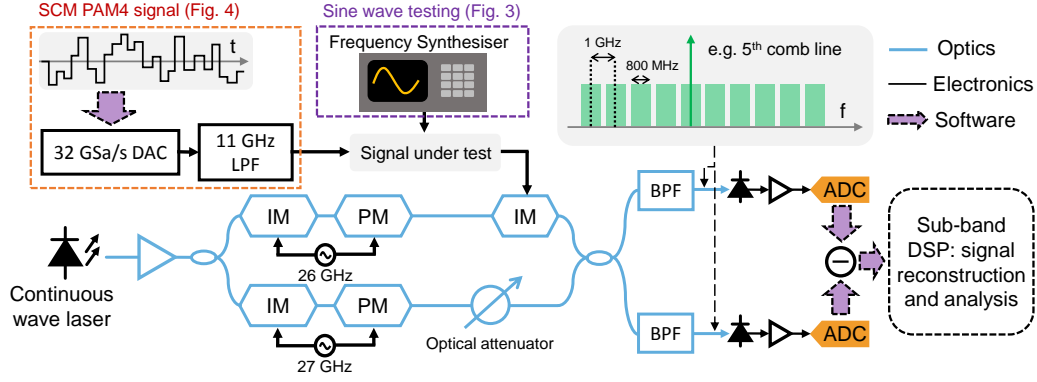 SCM PAM4 signal (Fig. 4)
t
32 GSa/s DAC
11 GHz
LPF
Sine wave testing (Fig. 3)
Frequency Synthesiser
Signal under test
1 GHz
800 MHz
e.g. 5th comb line
f
Optics
Electronics
Software
Continuous
wave laser
IM
PM
26 GHz
IM
IM
PM
27 GHz
Optical attenuator
BPF
ADC
BPF
ADC
Sub-band
DSP: signal
reconstruction
and analysis